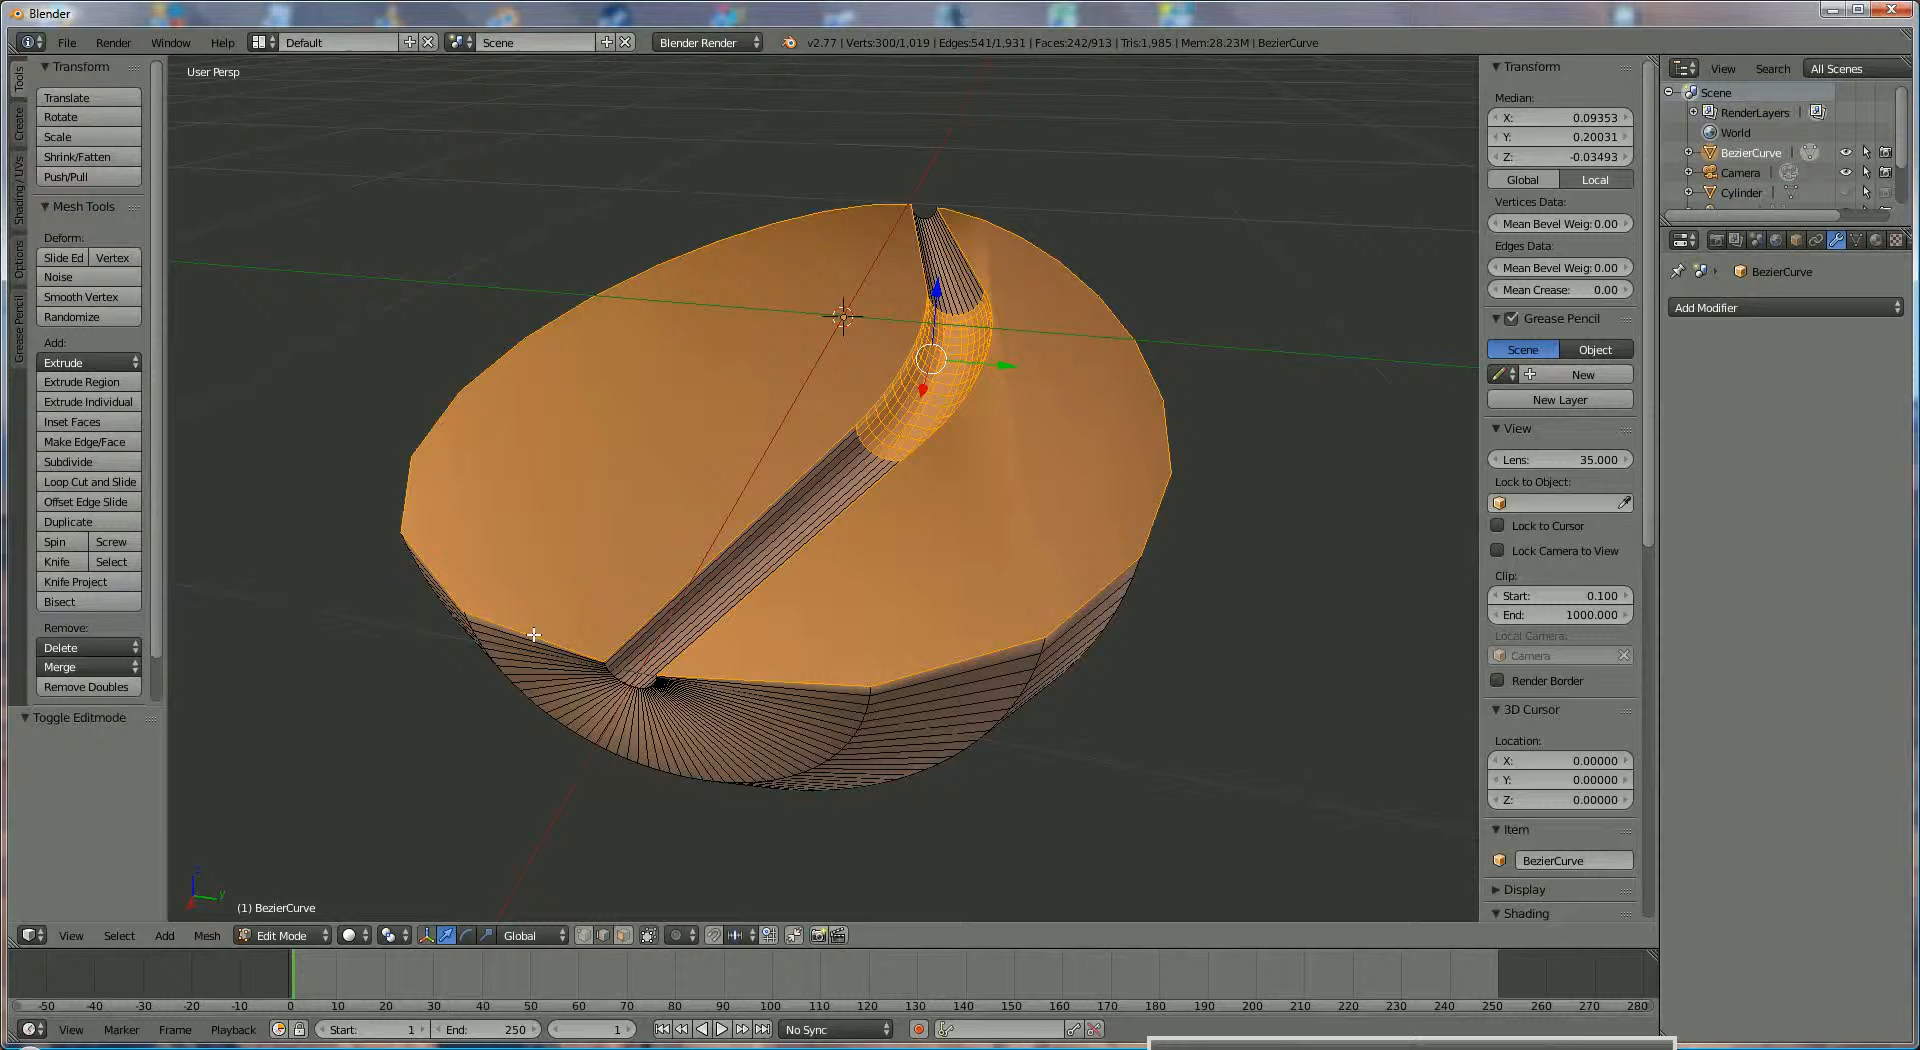 Blender
File Render Window Help Default Scene Blender Render v2.77 | Verts:300/1,019 | Edges:541/1,931 | Faces:242/913 | Tris:1,985 | Mem:28.23M | BezierCurve
Tools
Create
Shading / UVs
Options
Grease Pencil
Transform
Translate
Rotate
Scale
Shrink/Fatten
Push/Pull
Mesh Tools
Deform:
Slide Ed Vertex
Noise
Smooth Vertex
Randomize
Add:
Extrude
Extrude Region
Extrude Individual
Inset Faces
Make Edge/Face
Subdivide
Loop Cut and Slide
Offset Edge Slide
Duplicate
Spin Screw
Knife Select
Knife Project
Bisect
Remove:
Delete
Merge
Remove Doubles
Toggle Editmode
User Persp
z
y
(1) BezierCurve
Transform
Median:
X: 0.09353
Y: 0.20031
Z: -0.03493
Global Local
Vertices Data:
Mean Bevel Weig: 0.00
Edges Data:
Mean Bevel Weig: 0.00
Mean Crease: 0.00
Grease Pencil
Scene Object
New
New Layer
View
Lens: 35.000
Lock to Object:
Lock to Cursor
Lock Camera to View
Clip:
Start: 0.100
End: 1000.000
Local Camera:
Camera
Render Border
3D Cursor
Location:
X: 0.00000
Y: 0.00000
Z: 0.00000
Item
BezierCurve
Display
Shading
View Search All Scenes
Scene
RenderLayers
World
BezierCurve
Camera
Cylinder
BezierCurve
Add Modifier
View Select Add Mesh Edit Mode Global
-50 -40 -30 -20 -10 0 10 20 30 40 50 60 70 80 90 100 110 120 130 140 150 160 170 180 190 200 210 220 230 240 250 260 270 280
View Marker Frame Playback Start: 1 End: 250 1 No Sync